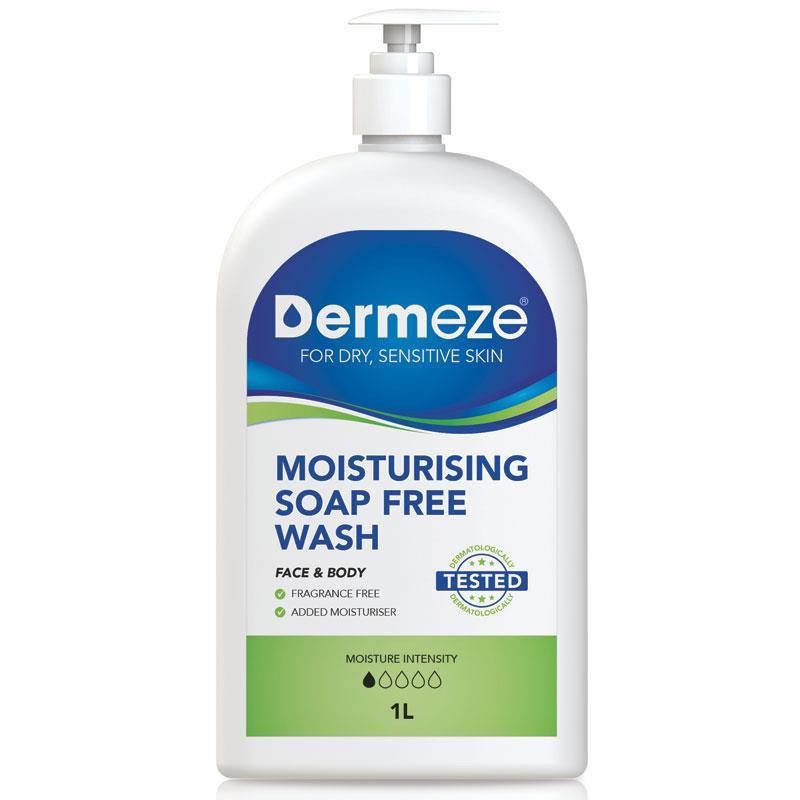 Dermeze®
FOR DRY, SENSITIVE SKIN
MOISTURISING
SOAP FREE
WASH
FACE & BODY
FRAGRANCE FREE
ADDED MOISTURISER
DERMATOLOGICALLY
TESTED
DERMATOLOGICALLY
MOISTURE INTENSITY
1L